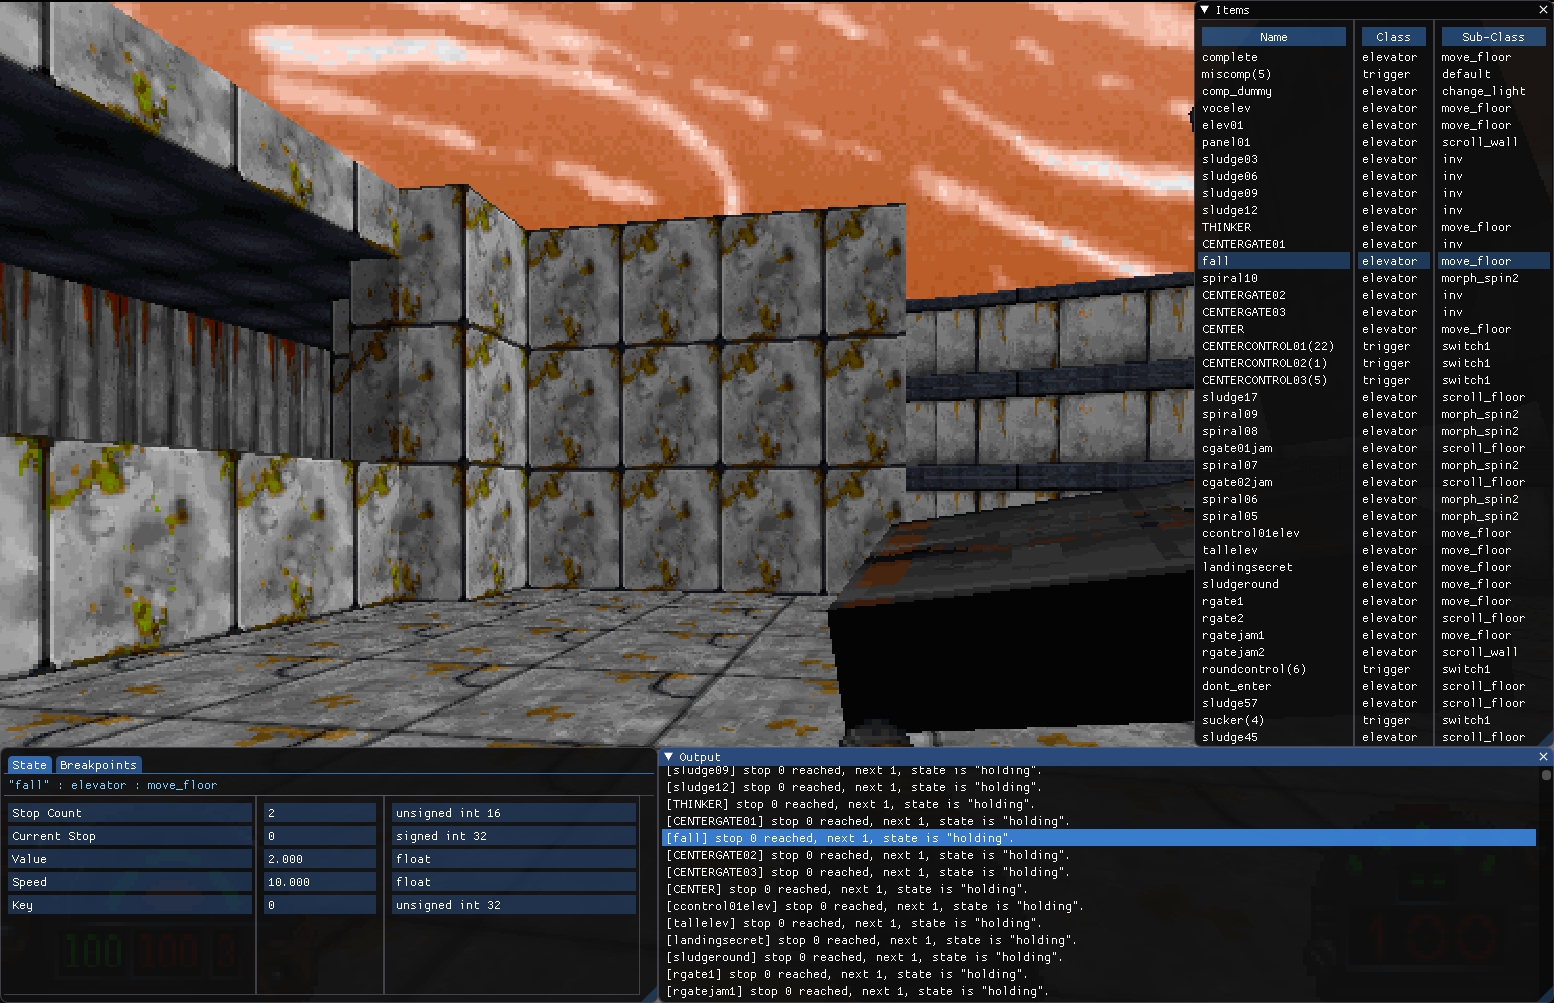 Items
Name Class Sub-Class
complete elevator move_floor
miscomp(5) trigger default
comp_dummy elevator change_light
vocelev elevator move_floor
elev01 elevator move_floor
panel01 elevator scroll_wall
sludge03 elevator inv
sludge06 elevator inv
sludge09 elevator inv
sludge12 elevator inv
THINKER elevator move_floor
CENTERGATE01 elevator inv
fall elevator move_floor
spiral10 elevator morph_spin2
CENTERGATE02 elevator inv
CENTERGATE03 elevator inv
CENTER elevator move_floor
CENTERCONTROL01(22) trigger switch1
CENTERCONTROL02(1) trigger switch1
CENTERCONTROL03(5) trigger switch1
sludge17 elevator scroll_floor
spiral09 elevator morph_spin2
spiral08 elevator morph_spin2
cgate01jam elevator scroll_floor
spiral07 elevator morph_spin2
cgate02jam elevator scroll_floor
spiral06 elevator morph_spin2
spiral05 elevator morph_spin2
ccontrol01elev elevator move_floor
tallelev elevator move_floor
landingsecret elevator move_floor
sludgeround elevator move_floor
rgate1 elevator move_floor
rgate2 elevator scroll_floor
rgatejam1 elevator move_floor
rgatejam2 elevator scroll_wall
roundcontrol(6) trigger switch1
dont_enter elevator scroll_floor
sludge57 elevator scroll_floor
sucker(4) trigger switch1
sludge45 elevator scroll_floor
State Breakpoints
"fall" : elevator : move_floor
Stop Count 2 unsigned int 16
Current Stop 0 signed int 32
Value 2.000 float
Speed 10.000 float
Key 0 unsigned int 32
100 100 3
Output
[sludge09] stop 0 reached, next 1, state is "holding".
[sludge12] stop 0 reached, next 1, state is "holding".
[THINKER] stop 0 reached, next 1, state is "holding".
[CENTERGATE01] stop 0 reached, next 1, state is "holding".
[fall] stop 0 reached, next 1, state is "holding".
[CENTERGATE02] stop 0 reached, next 1, state is "holding".
[CENTERGATE03] stop 0 reached, next 1, state is "holding".
[CENTER] stop 0 reached, next 1, state is "holding".
[ccontrol01elev] stop 0 reached, next 1, state is "holding".
[tallelev] stop 0 reached, next 1, state is "holding".
[landingsecret] stop 0 reached, next 1, state is "holding".
[sludgeround] stop 0 reached, next 1, state is "holding".
[rgate1] stop 0 reached, next 1, state is "holding".
[rgatejam1] stop 0 reached, next 1, state is "holding".
100